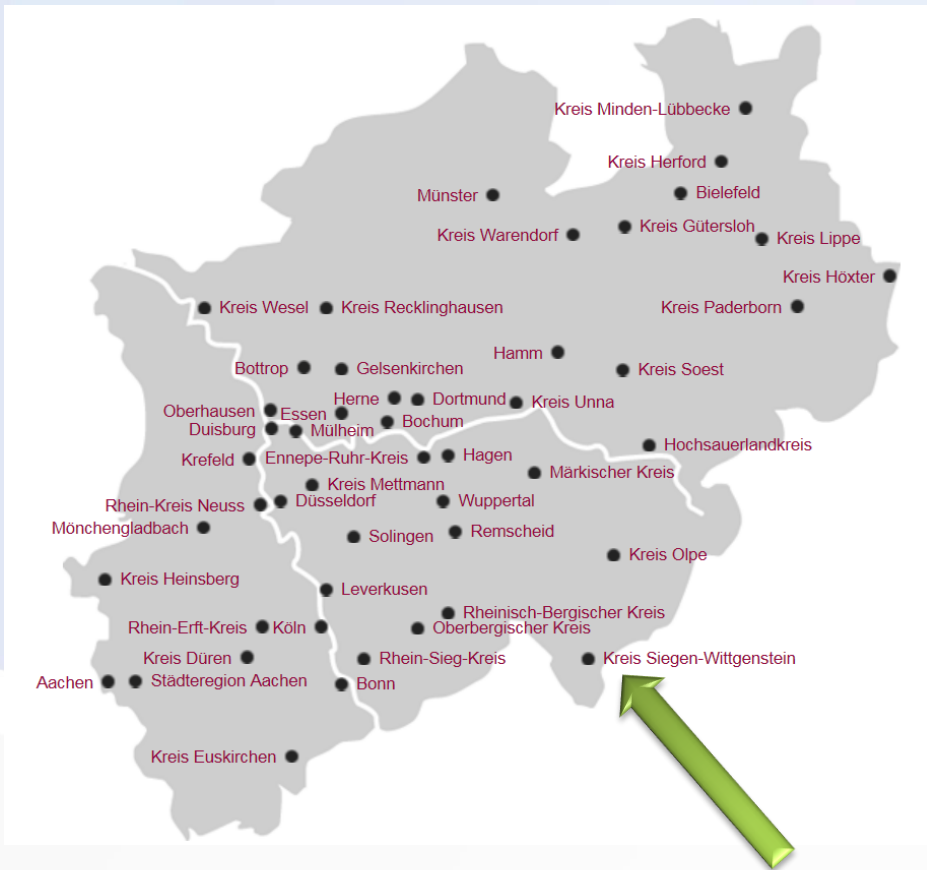 Kreis Minden-Lübbecke
Kreis Herford
Bielefeld
Münster
Kreis Gütersloh
Kreis Warendorf
Kreis Lippe
Kreis Höxter
Kreis Wesel
Kreis Recklinghausen
Kreis Paderborn
Hamm
Bottrop
Gelsenkirchen
Kreis Soest
Herne
Dortmund
Kreis Unna
Oberhausen
Essen
Bochum
Duisburg
Mülheim
Hochsauerlandkreis
Krefeld
Ennepe-Ruhr-Kreis
Hagen
Märkischer Kreis
Kreis Mettmann
Rhein-Kreis Neuss
Düsseldorf
Wuppertal
Mönchengladbach
Solingen
Remscheid
Kreis Olpe
Kreis Heinsberg
Leverkusen
Rheinisch-Bergischer Kreis
Rhein-Erft-Kreis
Köln
Oberbergischer Kreis
Kreis Düren
Rhein-Sieg-Kreis
Kreis Siegen-Wittgenstein
Aachen
Städteregion Aachen
Bonn
Kreis Euskirchen